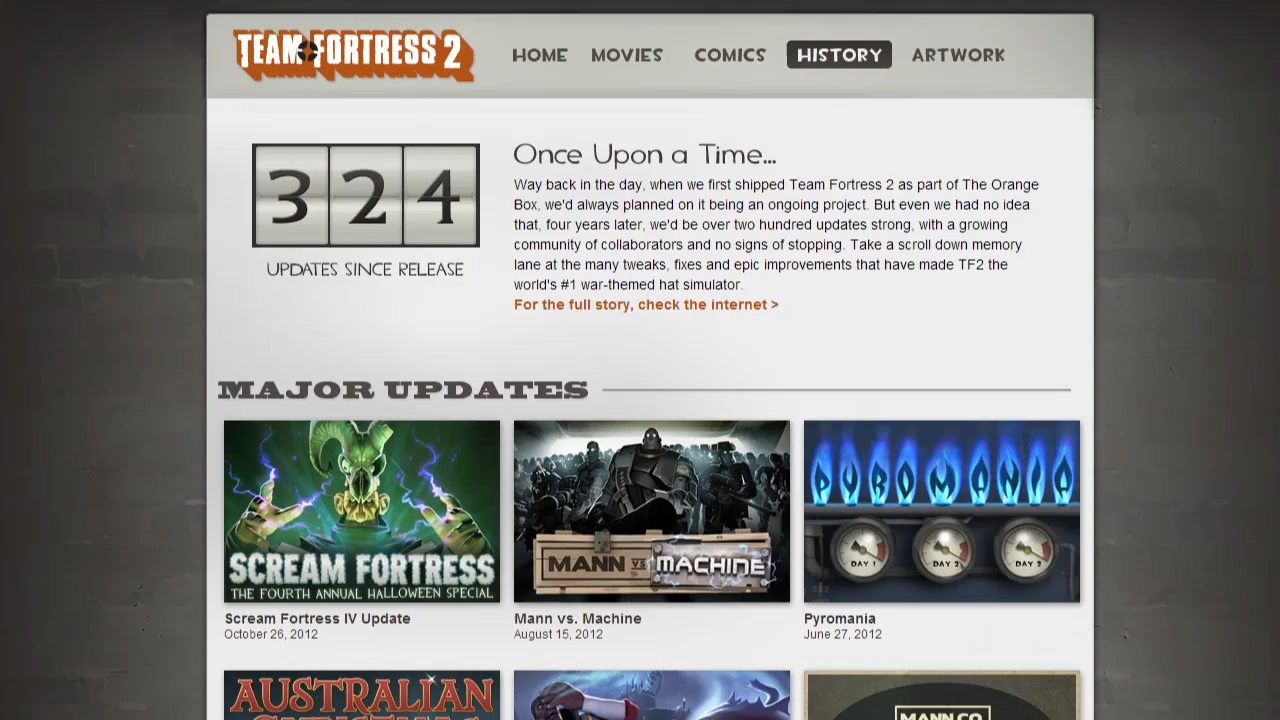 TEAM FORTRESS 2
HOME MOVIES COMICS HISTORY ARTWORK
324
UPDATES SINCE RELEASE
Once Upon a Time...
Way back in the day, when we first shipped Team Fortress 2 as part of The Orange
Box, we'd always planned on it being an ongoing project. But even we had no idea
that, four years later, we'd be over two hundred updates strong, with a growing
community of collaborators and no signs of stopping. Take a scroll down memory
lane at the many tweaks, fixes and epic improvements that have made TF2 the
world's #1 war-themed hat simulator.
For the full story, check the internet >
MAJOR UPDATES
SCREAM FORTRESS
THE FOURTH ANNUAL HALLOWEEN SPECIAL
Scream Fortress IV Update
October 26, 2012
MANN VS MACHINE
Mann vs. Machine
August 15, 2012
PYROMANIA
DAY 1 DAY 2 DAY 3
Pyromania
June 27, 2012
AUSTRALIAN
CHRISTMAS
MANN CO